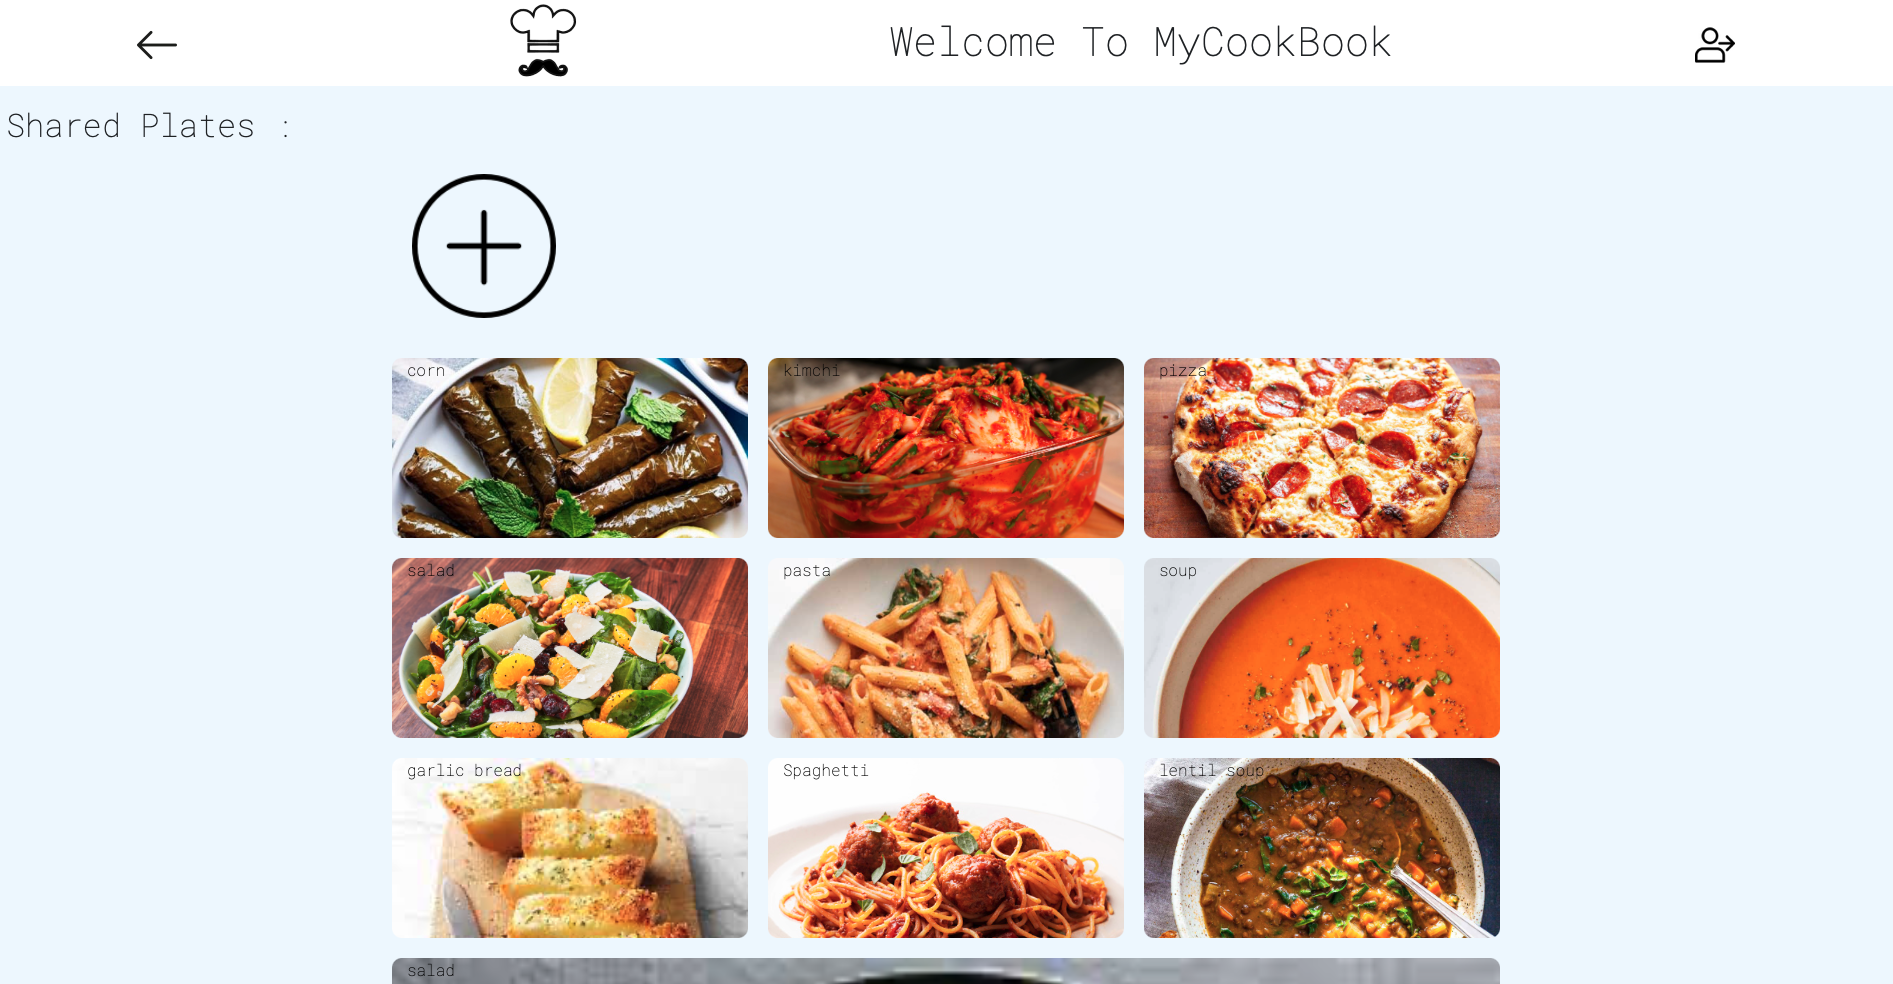 Welcome To MyCookBook
Shared Plates :
corn
kimchi
pizza
salad
pasta
soup
garlic bread
Spaghetti
lentil soup
salad